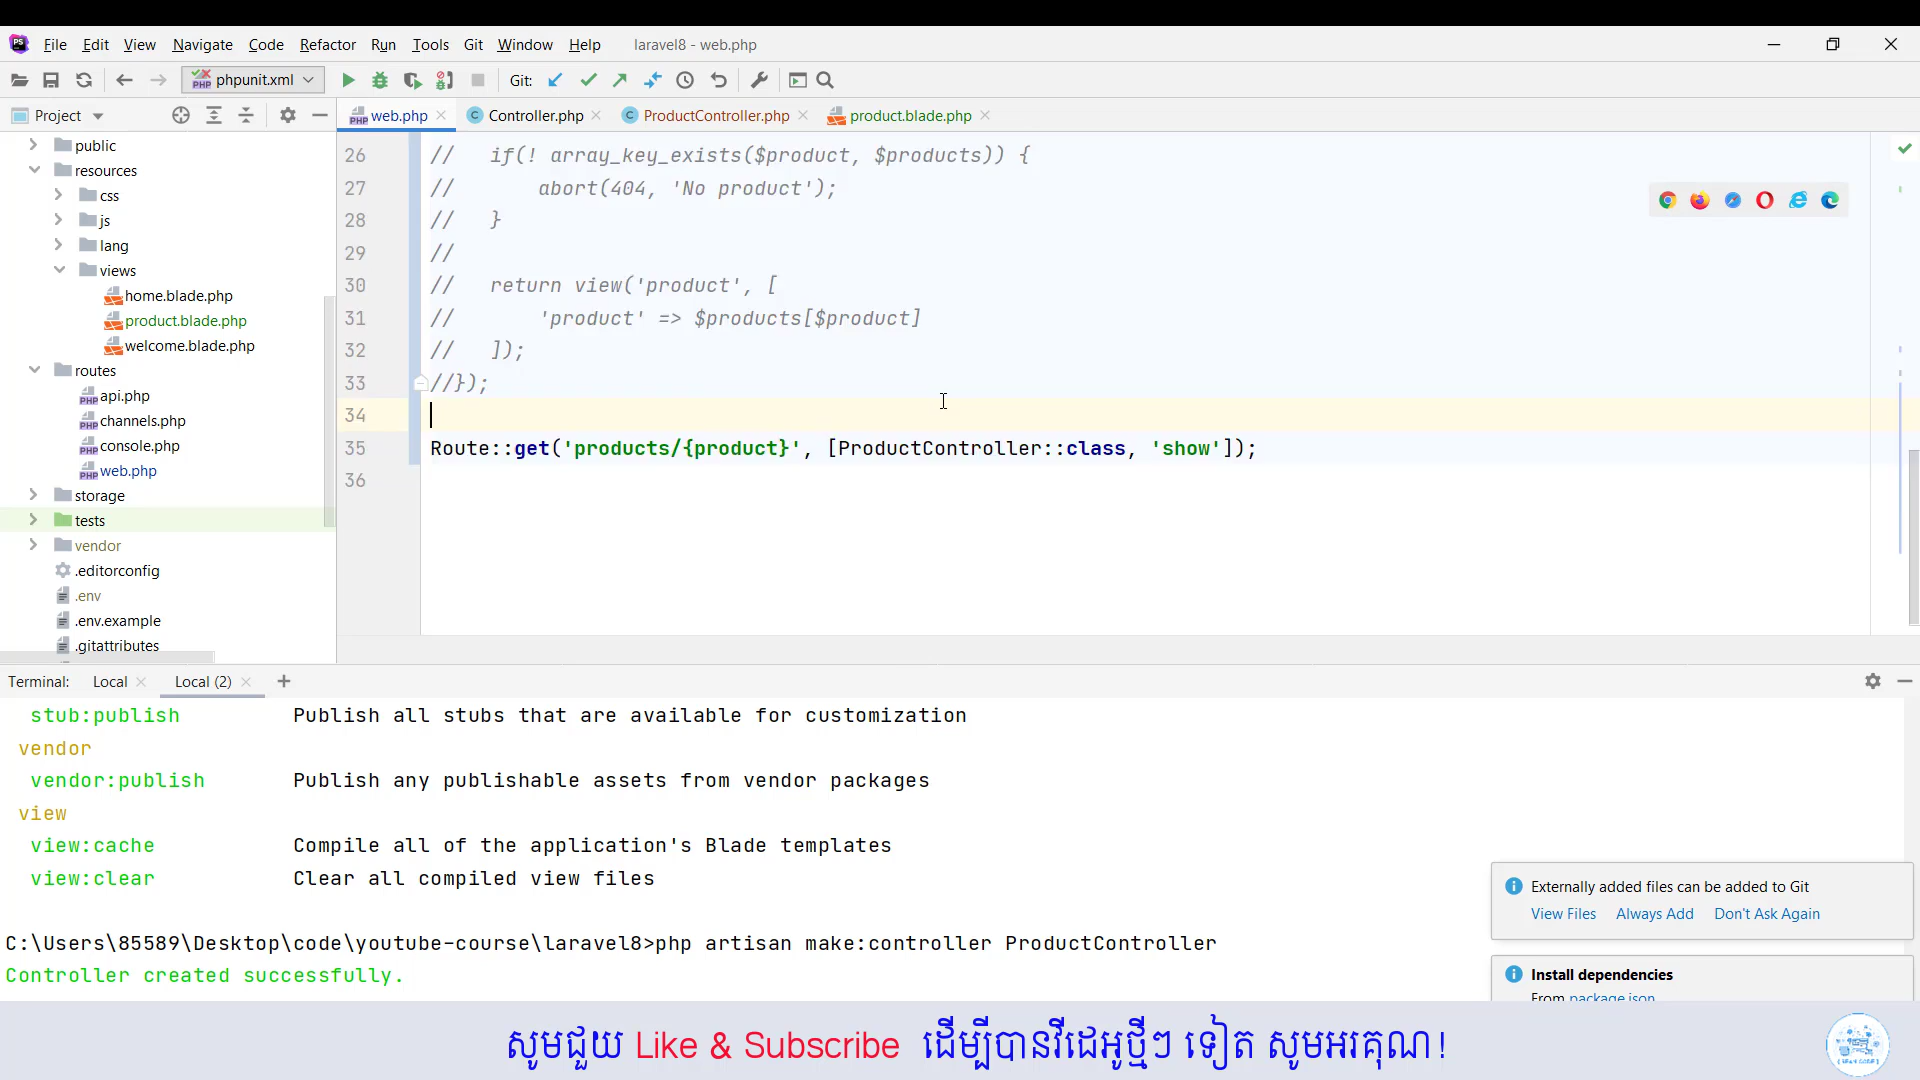 File Edit View Navigate Code Refactor Run Tools Git Window Help laravel8 - web.php
phpunit.xml Git:
Project web.php Controller.php ProductController.php product.blade.php
public
resources
css
js
lang
views
home.blade.php
product.blade.php
welcome.blade.php
routes
api.php
channels.php
console.php
web.php
storage
tests
vendor
.editorconfig
.env
.env.example
.gitattributes
26 //   if(! array_key_exists($product, $products)) {
27 //       abort(404, 'No product');
28 //   }
29 //
30 //   return view('product', [
31 //       'product' => $products[$product]
32 //   ]);
33 //});
34
35 Route::get('products/{product}', [ProductController::class, 'show']);
36
Terminal: Local Local (2)
stub:publish Publish all stubs that are available for customization
vendor
vendor:publish Publish any publishable assets from vendor packages
view
view:cache Compile all of the application's Blade templates
view:clear Clear all compiled view files
C:\Users\85589\Desktop\code\youtube-course\laravel8>php artisan make:controller ProductController
Controller created successfully.
Externally added files can be added to Git
View Files Always Add Don't Ask Again
Install dependencies
From package.json
សូមជួយ Like & Subscribe ដើម្បីបានវីដេអូថ្មីៗ ទៀត សូមអរគុណ!